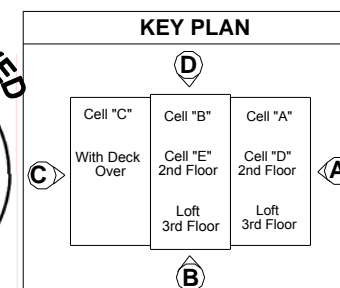 KEY PLAN
D
Cell "C"
With Deck
Over
Cell "B"
Cell "E"
2nd Floor
Loft
3rd Floor
Cell "A"
Cell "D"
2nd Floor
Loft
3rd Floor
C
A
B